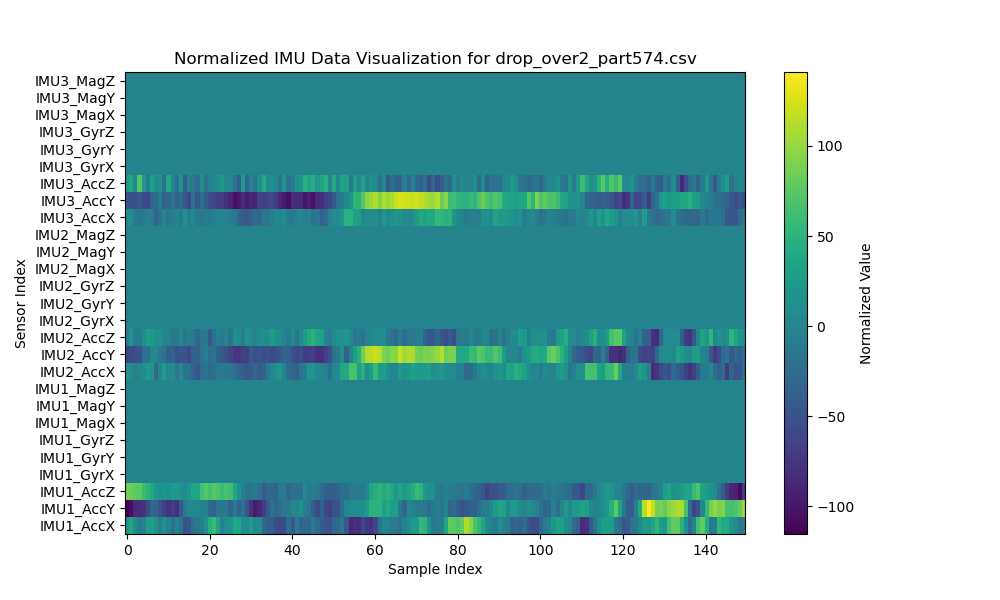 Normalized IMU Data Visualization for drop_over2_part574.csv
Sensor Index
IMU3_MagZ
IMU3_MagY
IMU3_MagX
IMU3_GyrZ
IMU3_GyrY
IMU3_GyrX
IMU3_AccZ
IMU3_AccY
IMU3_AccX
IMU2_MagZ
IMU2_MagY
IMU2_MagX
IMU2_GyrZ
IMU2_GyrY
IMU2_GyrX
IMU2_AccZ
IMU2_AccY
IMU2_AccX
IMU1_MagZ
IMU1_MagY
IMU1_MagX
IMU1_GyrZ
IMU1_GyrY
IMU1_GyrX
IMU1_AccZ
IMU1_AccY
IMU1_AccX
0 20 40 60 80 100 120 140
Sample Index
100
50
0
−50
−100
Normalized Value